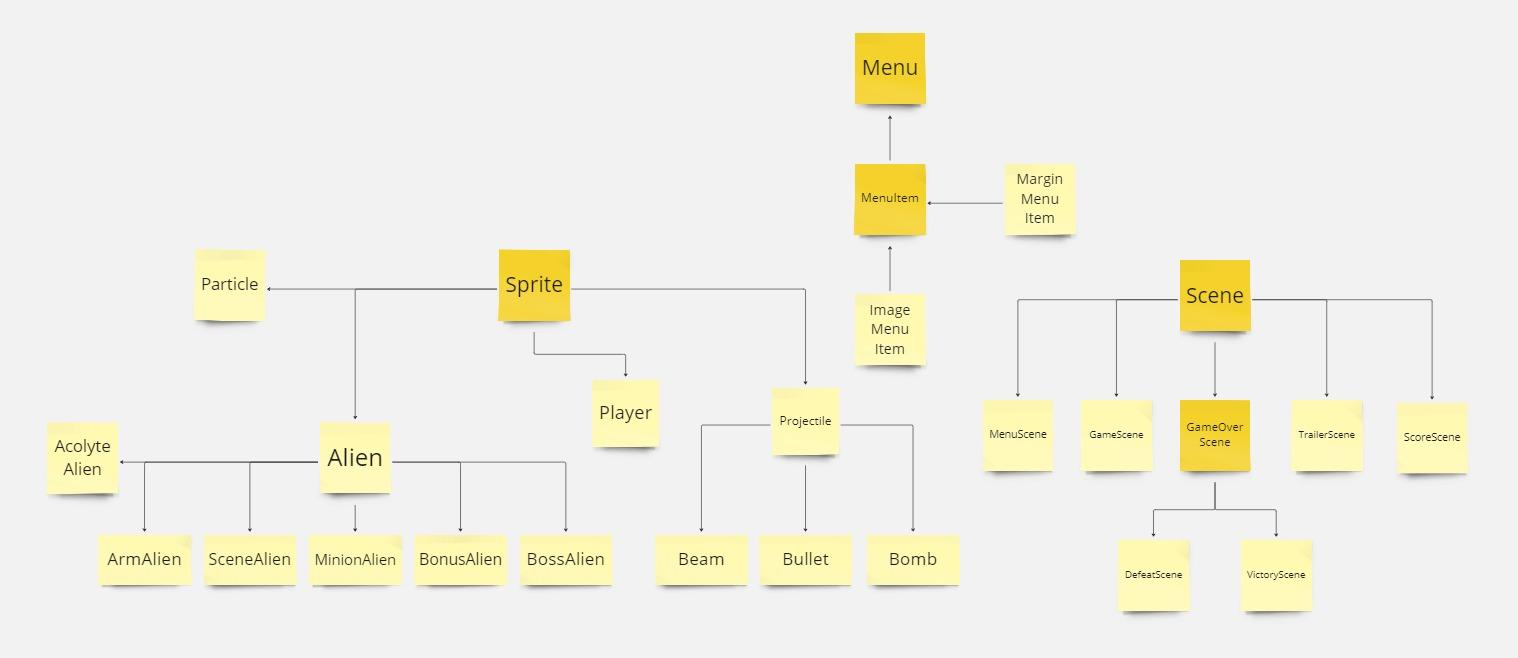 Menu
MenuItem
Margin
Menu
Item
Particle
Sprite
Scene
Image
Menu
Item
Player
Projectile
MenuScene
GameScene
GameOver
Scene
TrailerScene
ScoreScene
Acolyte
Alien
Alien
ArmAlien
SceneAlien
MinionAlien
BonusAlien
BossAlien
Beam
Bullet
Bomb
DefeatScene
VictoryScene